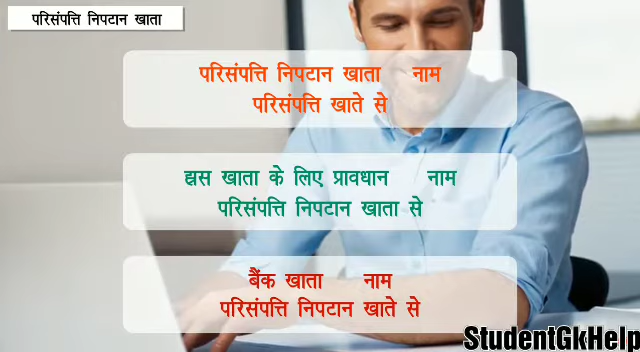 परिसंपत्ति निपटान खाता
परिसंपत्ति निपटान खाता नाम
परिसंपत्ति खाते से
ह्रास खाता के लिए प्रावधान नाम
परिसंपत्ति निपटान खाता से
बैंक खाता नाम
परिसंपत्ति निपटान खाते से
StudentGkHelp